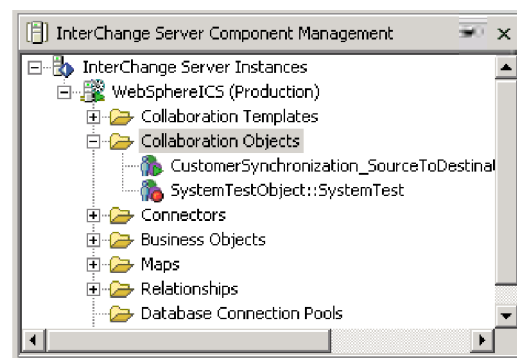 InterChange Server Component Management
InterChange Server Instances
WebSphereICS (Production)
Collaboration Templates
Collaboration Objects
CustomerSynchronization_SourceToDestinat
SystemTestObject::SystemTest
Connectors
Business Objects
Maps
Relationships
Database Connection Pools